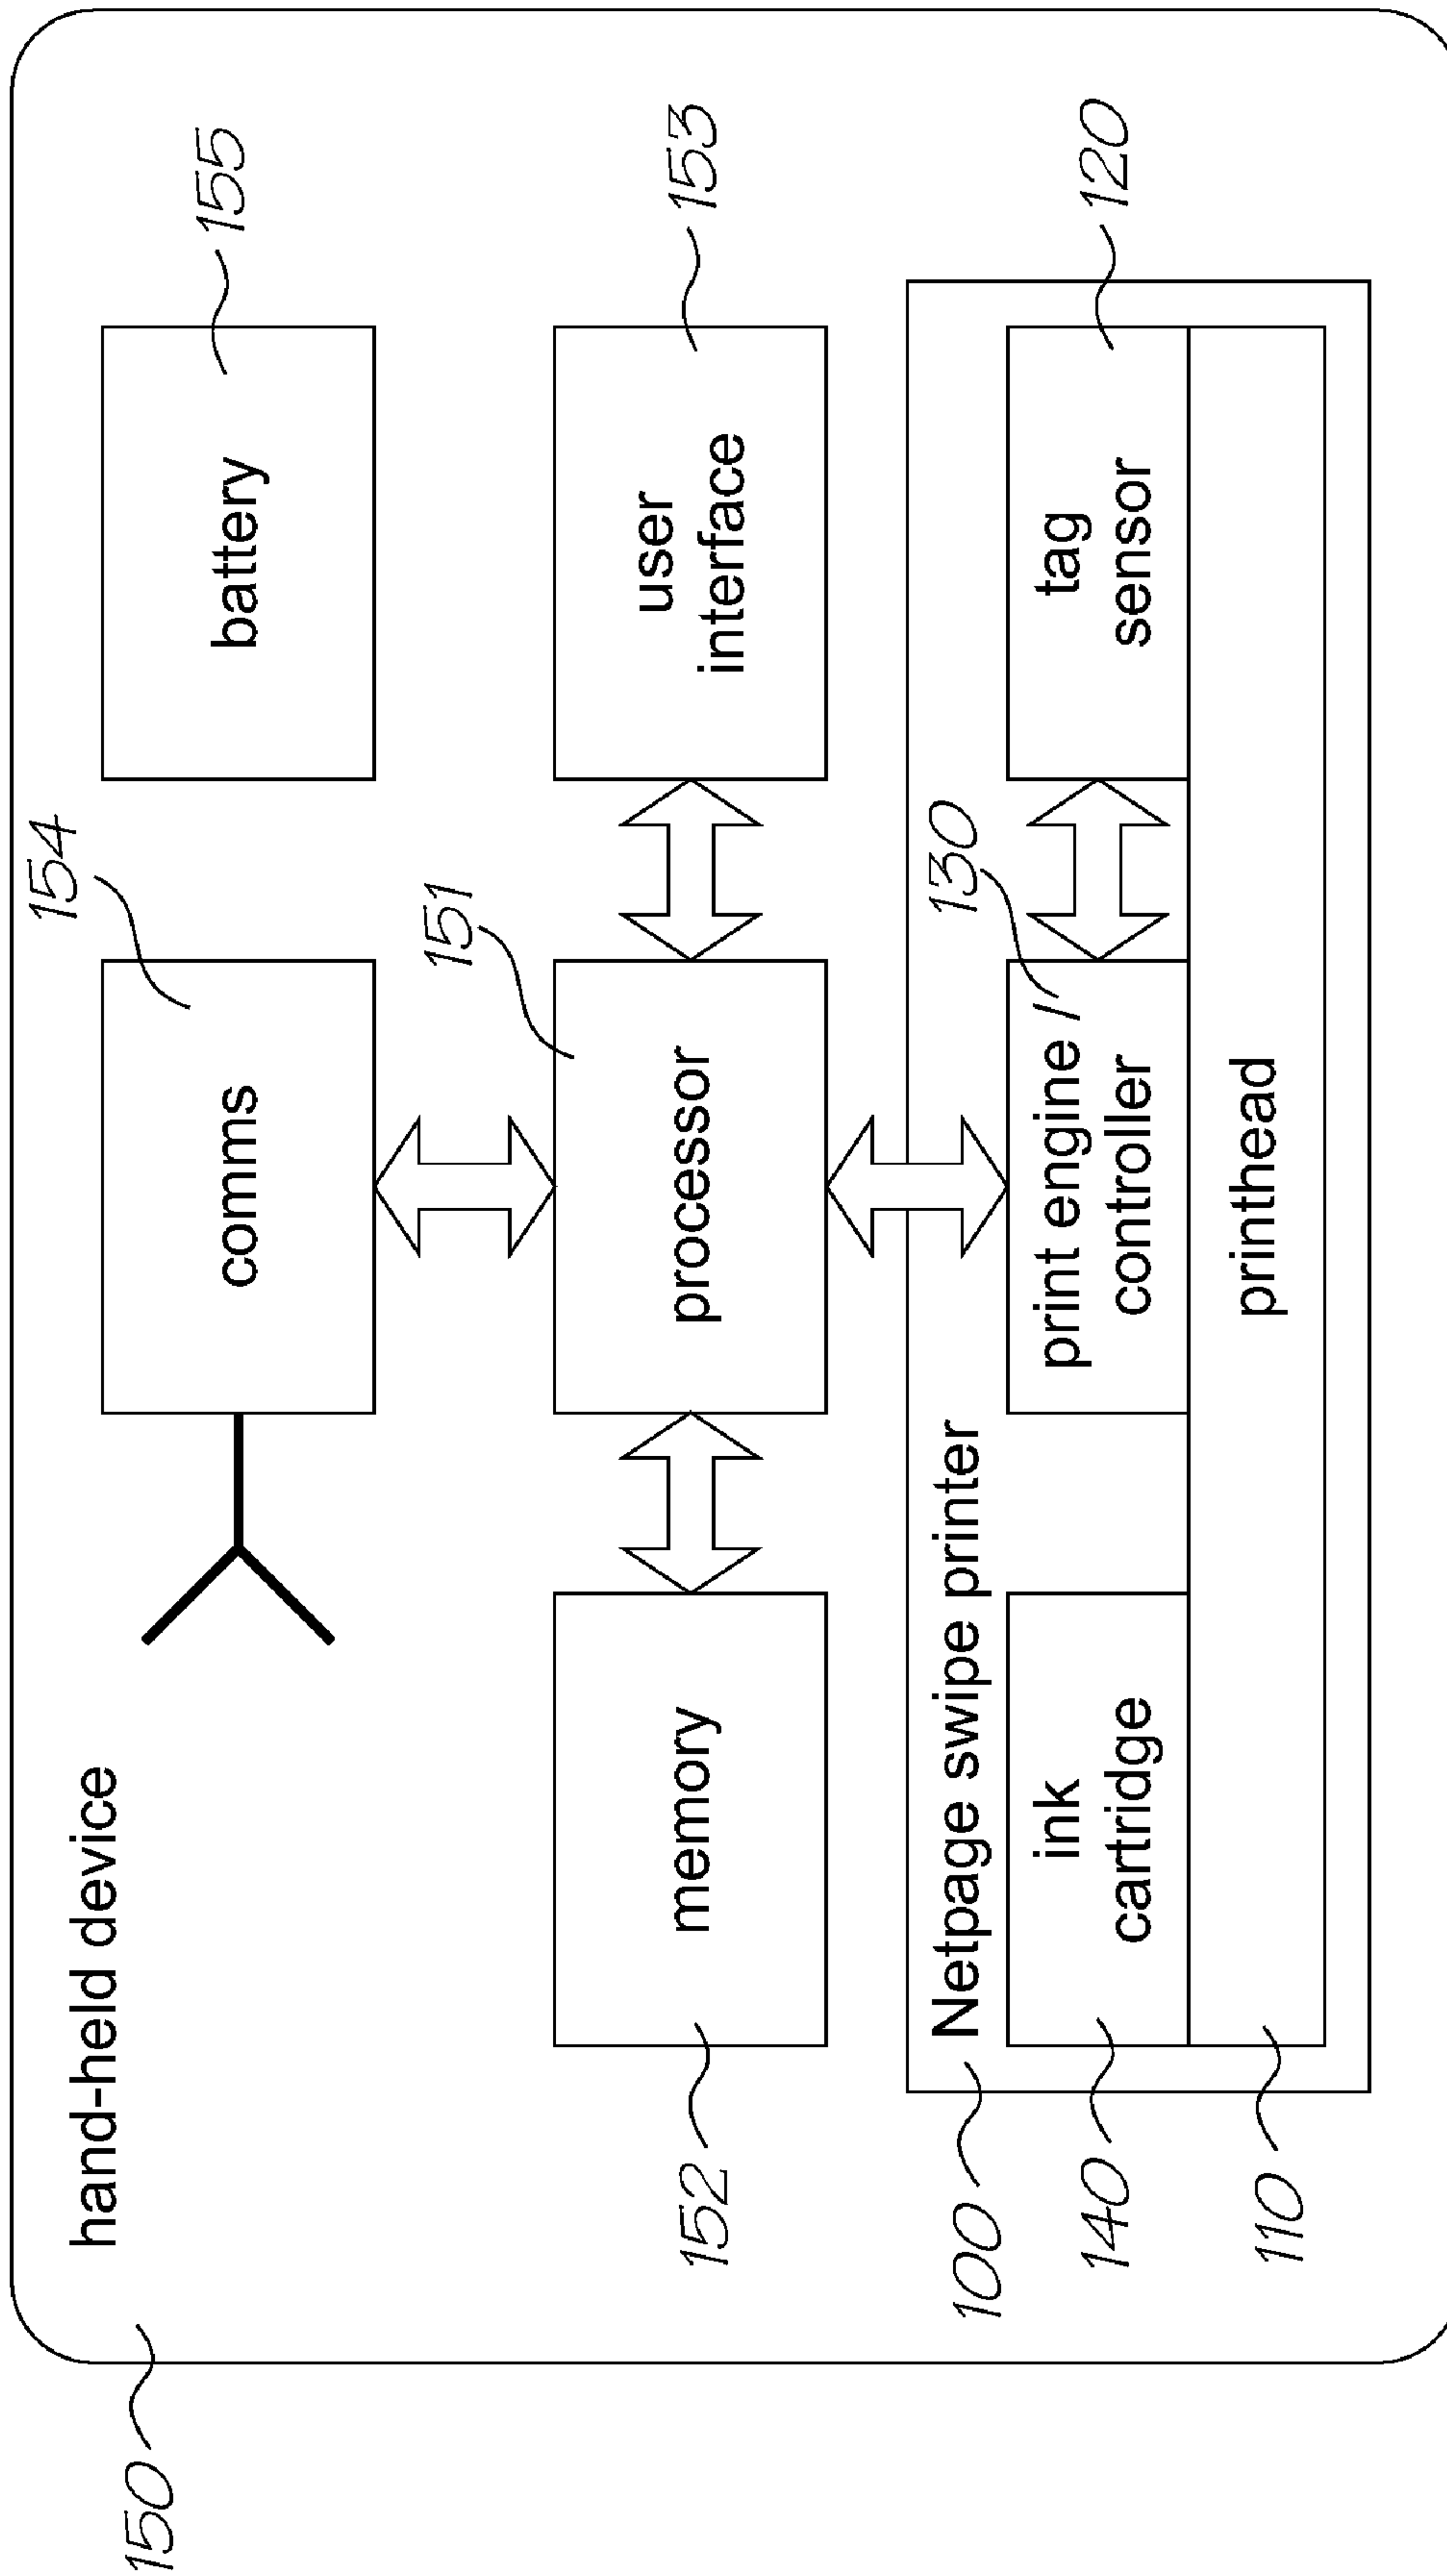 150
hand-held device
154
comms
155
battery
151
152
memory
processor
153
user
interface
100
Netpage swipe printer
130
140
ink
cartridge
print engine /
controller
120
tag
sensor
110
printhead